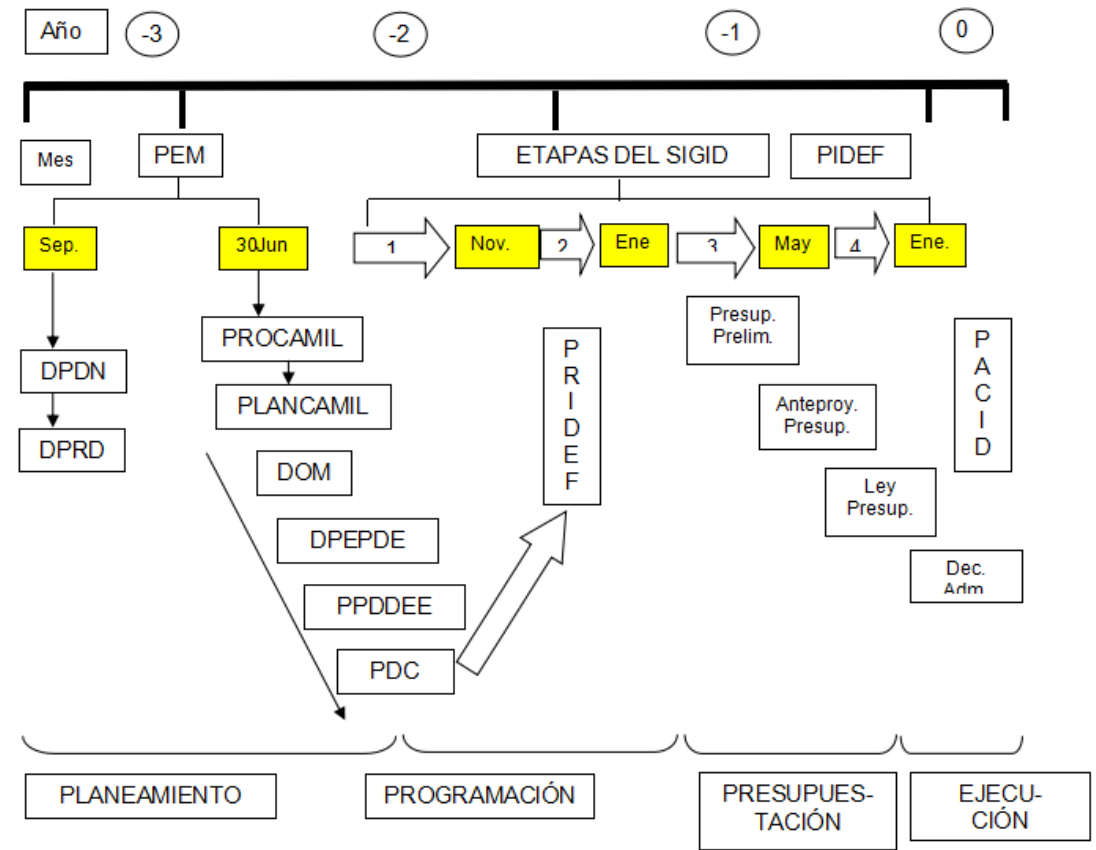 Año
-3
-2
-1
0
Mes
PEM
ETAPAS DEL SIGID
PIDEF
Sep.
30Jun
1
Nov.
2
Ene
3
May
4
Ene.
DPDN
DPRD
PROCAMIL
PLANCAMIL
DOM
DPEPDE
PPDDEE
PDC
P
R
I
D
E
F
Presup.
Prelim.
Anteproy.
Presup.
Ley
Presup.
Dec.
Adm
P
A
C
I
D
PLANEAMIENTO
PROGRAMACIÓN
PRESUPUES-
TACIÓN
EJECU-
CIÓN